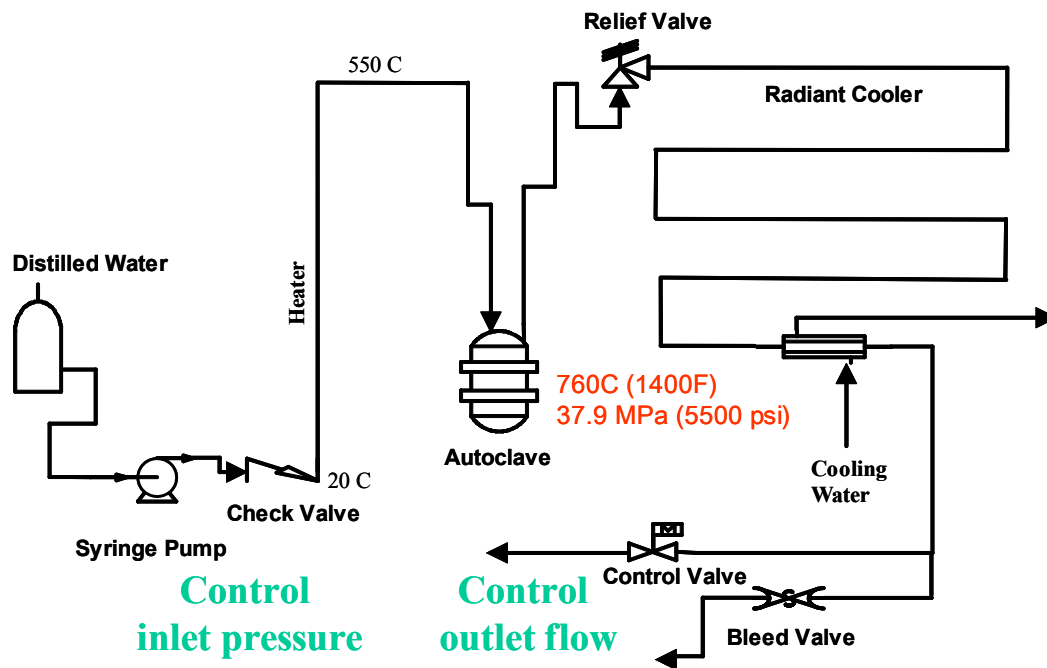 Relief Valve
550 C
Radiant Cooler
Distilled Water
Heater
760C (1400F)
37.9 MPa (5500 psi)
Autoclave
20 C
Cooling
Water
Check Valve
M
Syringe Pump
Control Valve
Control
inlet pressure
Control
outlet flow
S
Bleed Valve